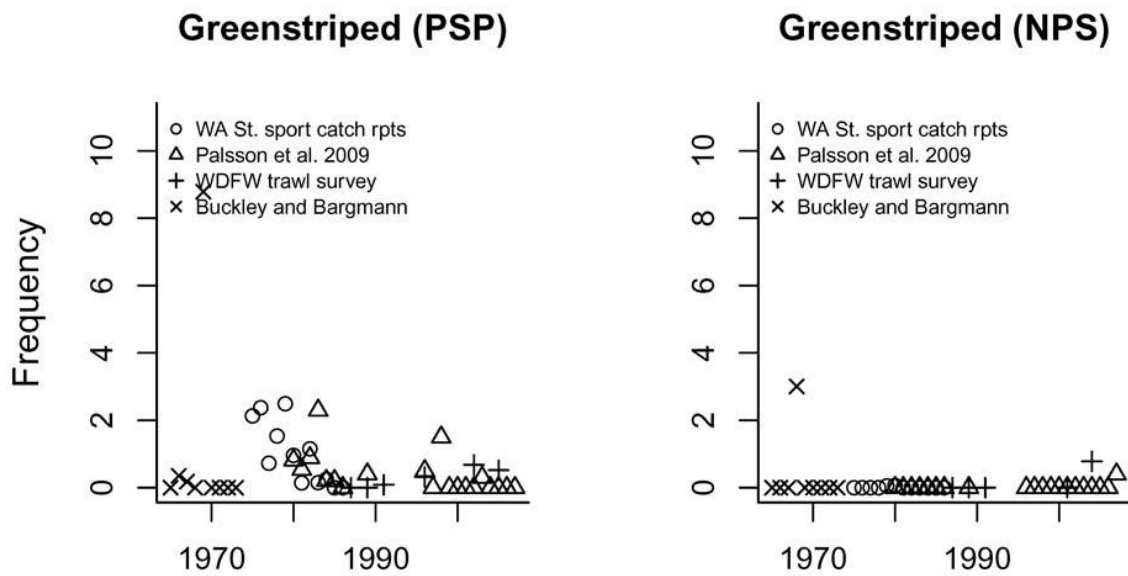 Greenstriped (PSP)
WA St. sport catch rpts
Palsson et al. 2009
WDFW trawl survey
Buckley and Bargmann
Frequency
10
8
6
4
2
0
1970
1990
Greenstriped (NPS)
WA St. sport catch rpts
Palsson et al. 2009
WDFW trawl survey
Buckley and Bargmann
10
8
6
4
2
0
1970
1990